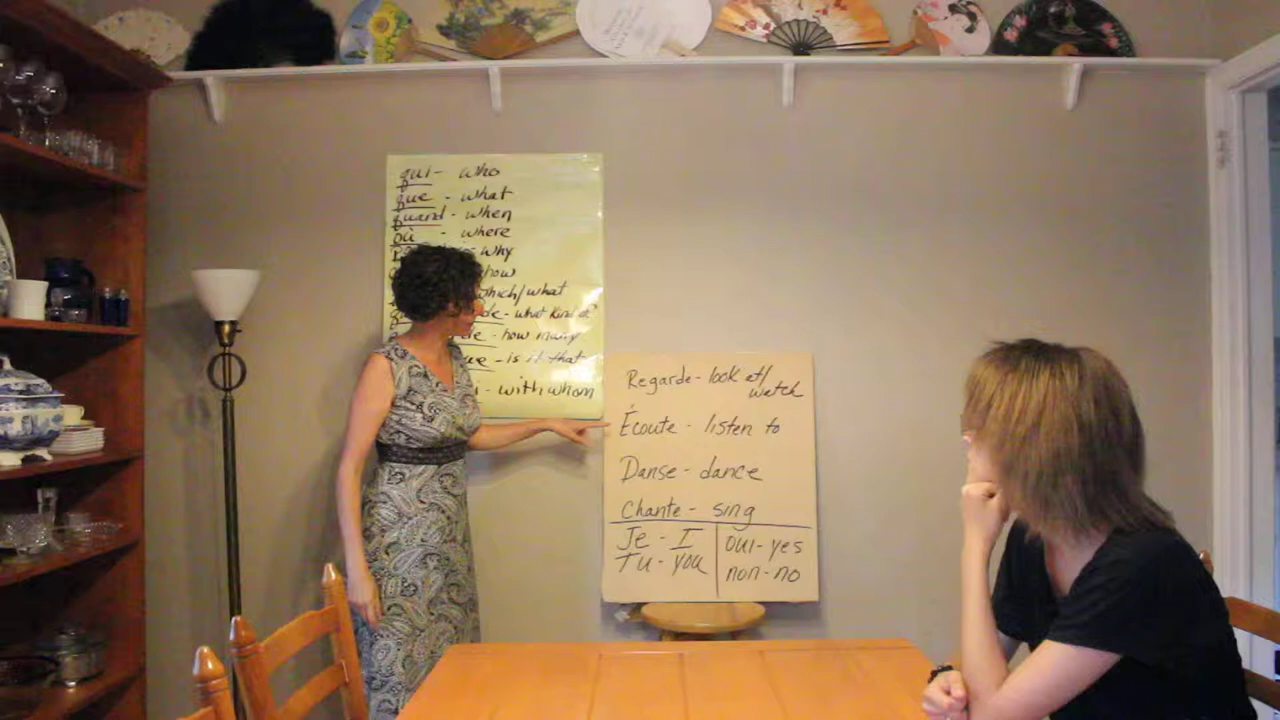 qui - who
que - what
quand - when
où - where
why
how
which/what
de - what kind of
how many
- is it that
- with whom
Regarde - look at/
watch
Écoute - listen to
Danse - dance
Chante - sing
Je - I
Tu - you
oui - yes
non - no